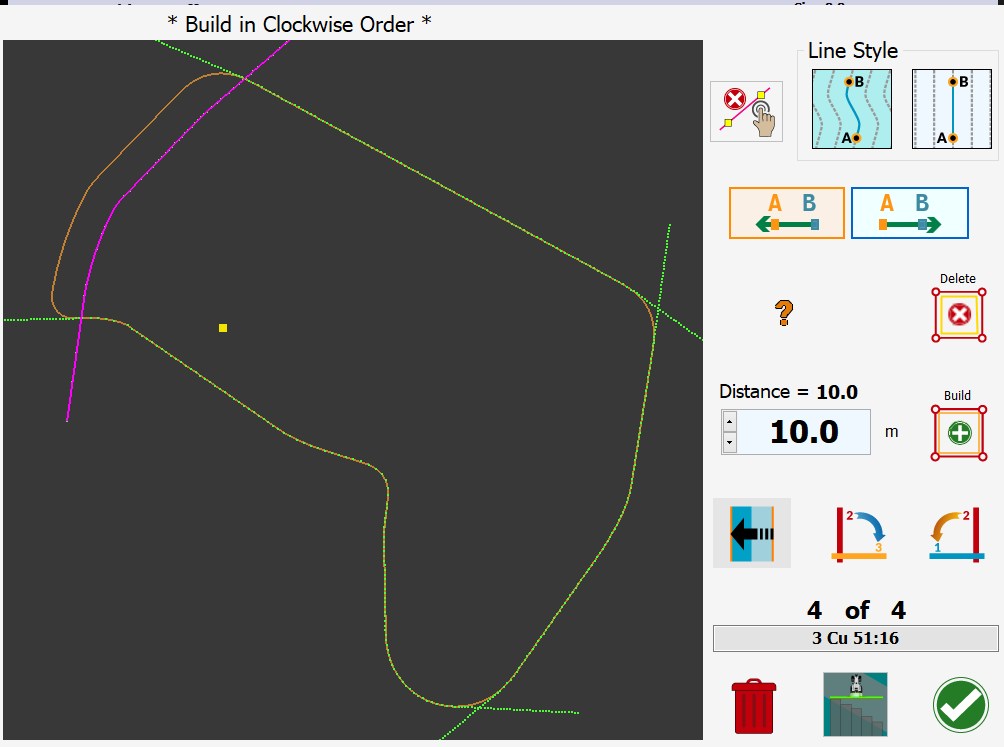 * Build in Clockwise Order *
Line Style
B
A
B
A
A B
A B
Delete
?
Distance = 10.0
10.0 m
Build
2
3
2
1
4 of 4
3 Cu 51:16